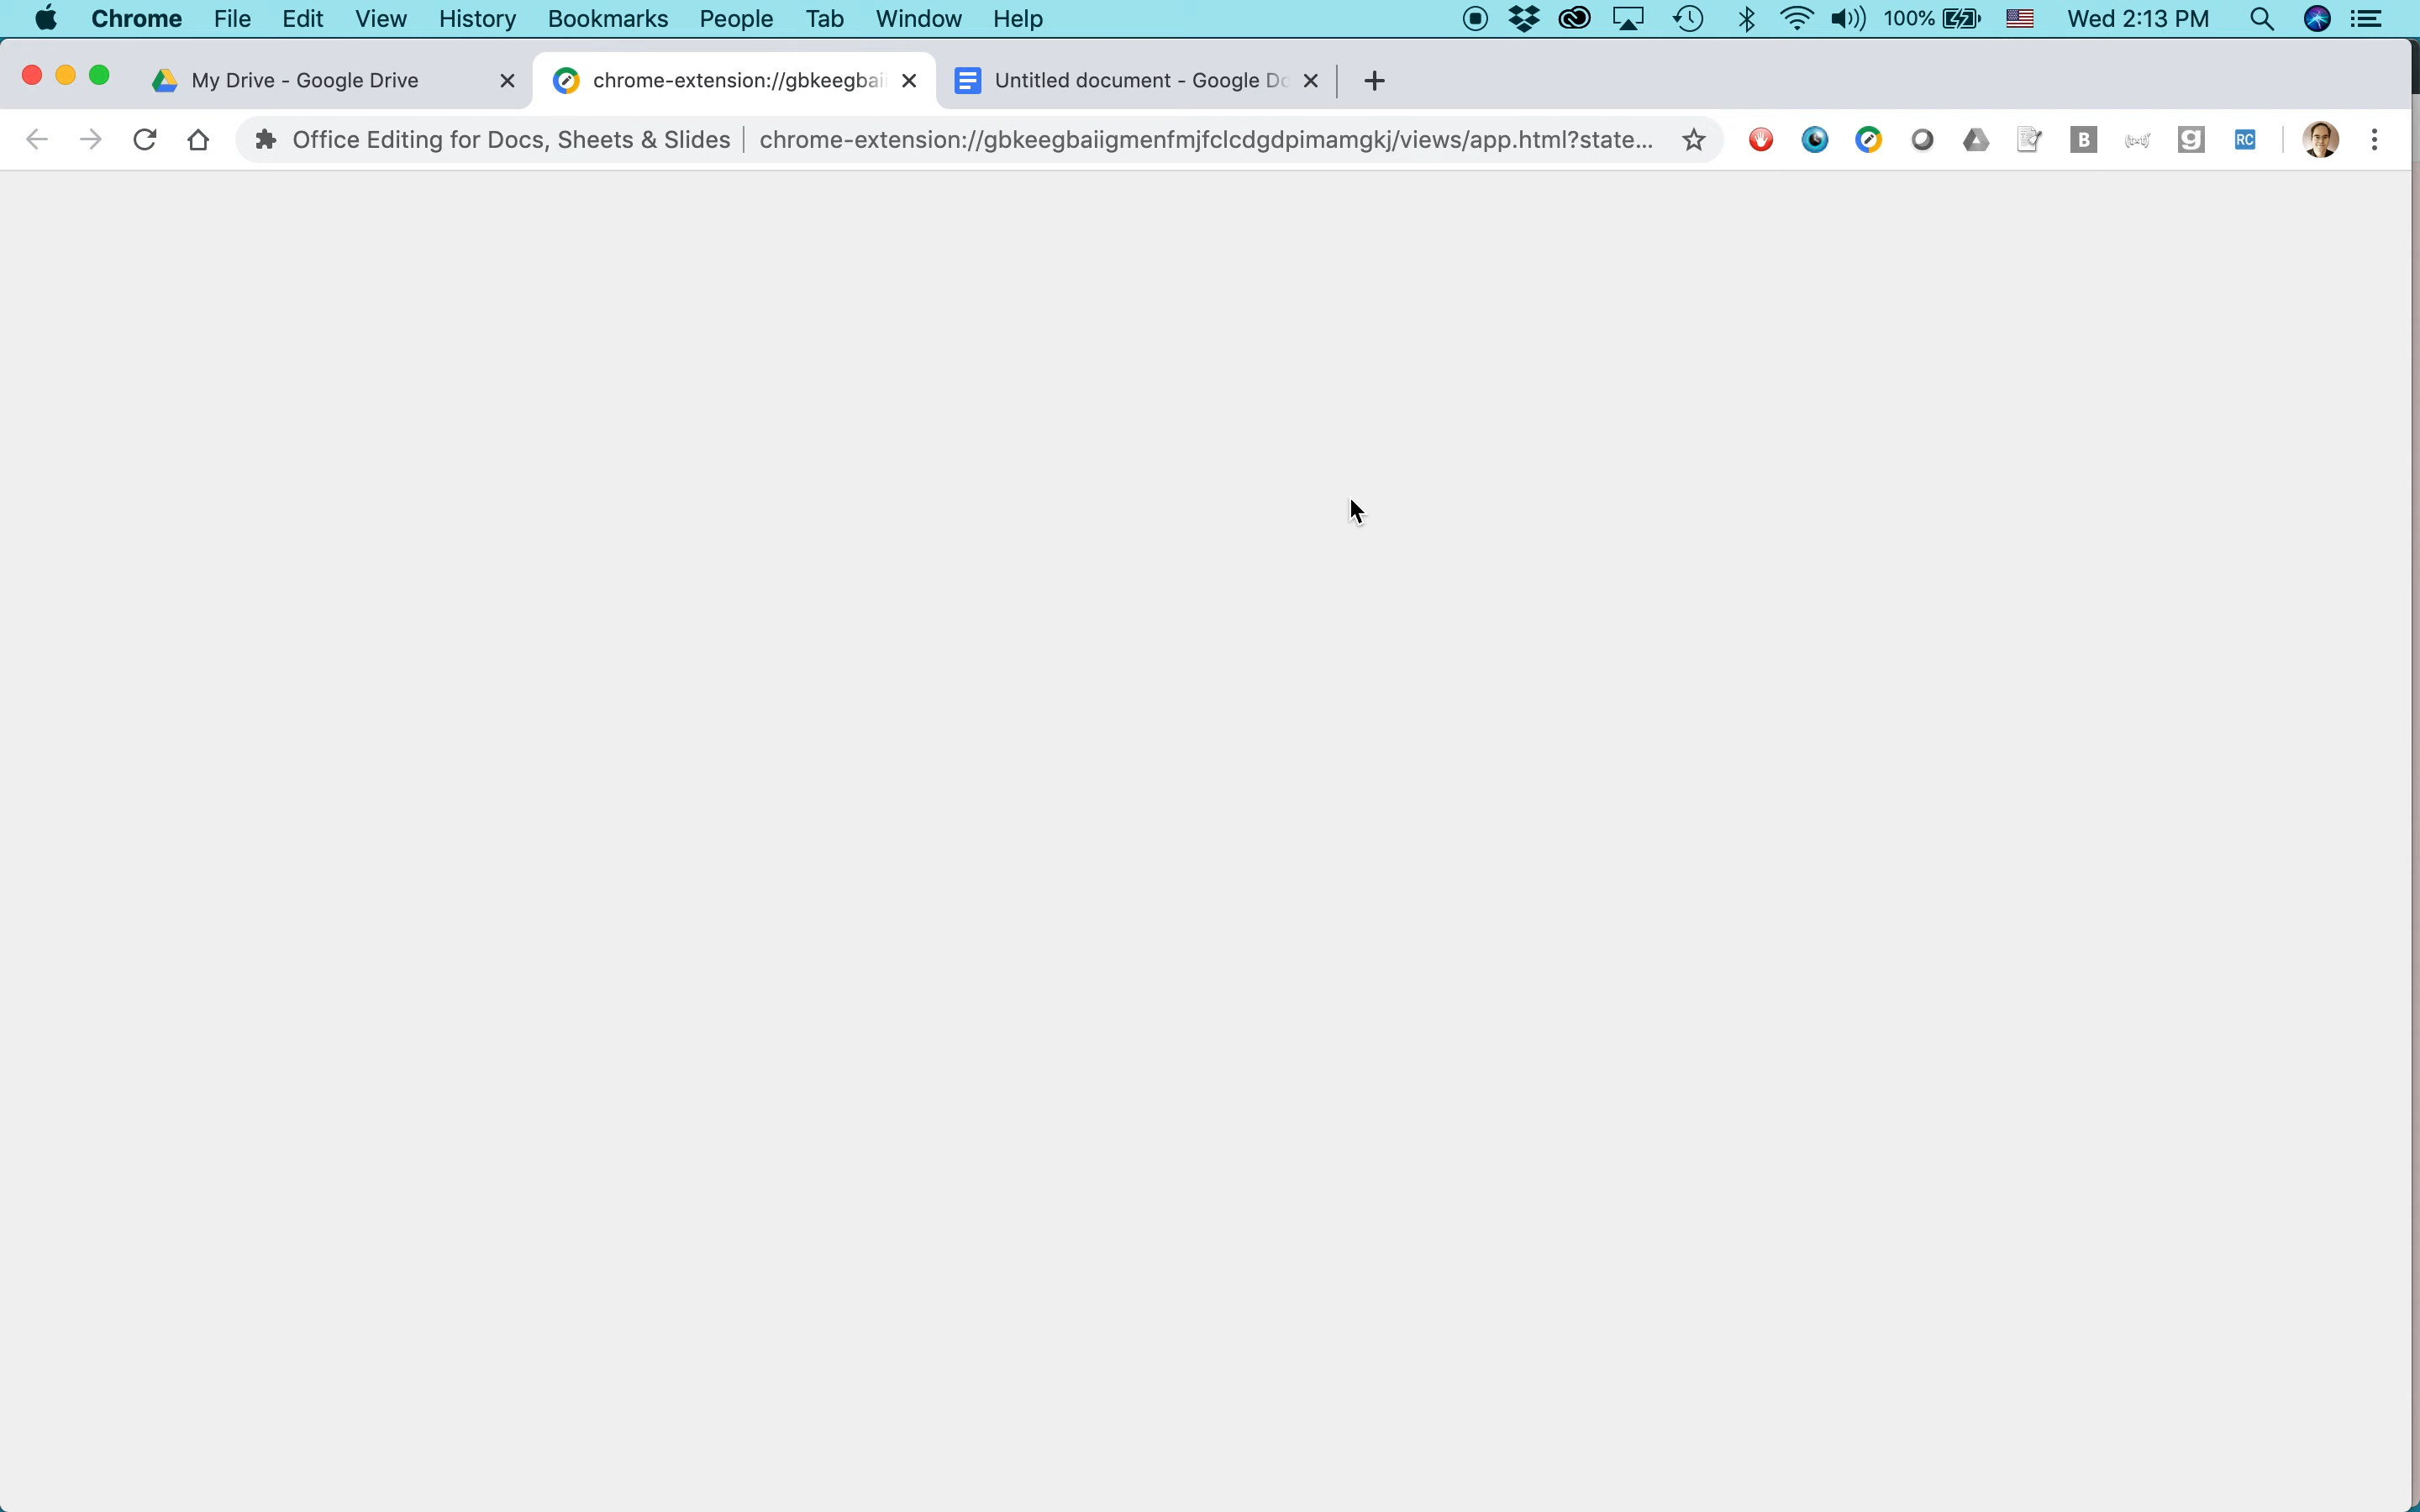 Chrome File Edit View History Bookmarks People Tab Window Help 100% Wed 2:13 PM
My Drive - Google Drive chrome-extension://gbkeegbaii Untitled document - Google Do
Office Editing for Docs, Sheets & Slides chrome-extension://gbkeegbaiigmenfmjfclcdgdpimamgkj/views/app.html?state... B g RC